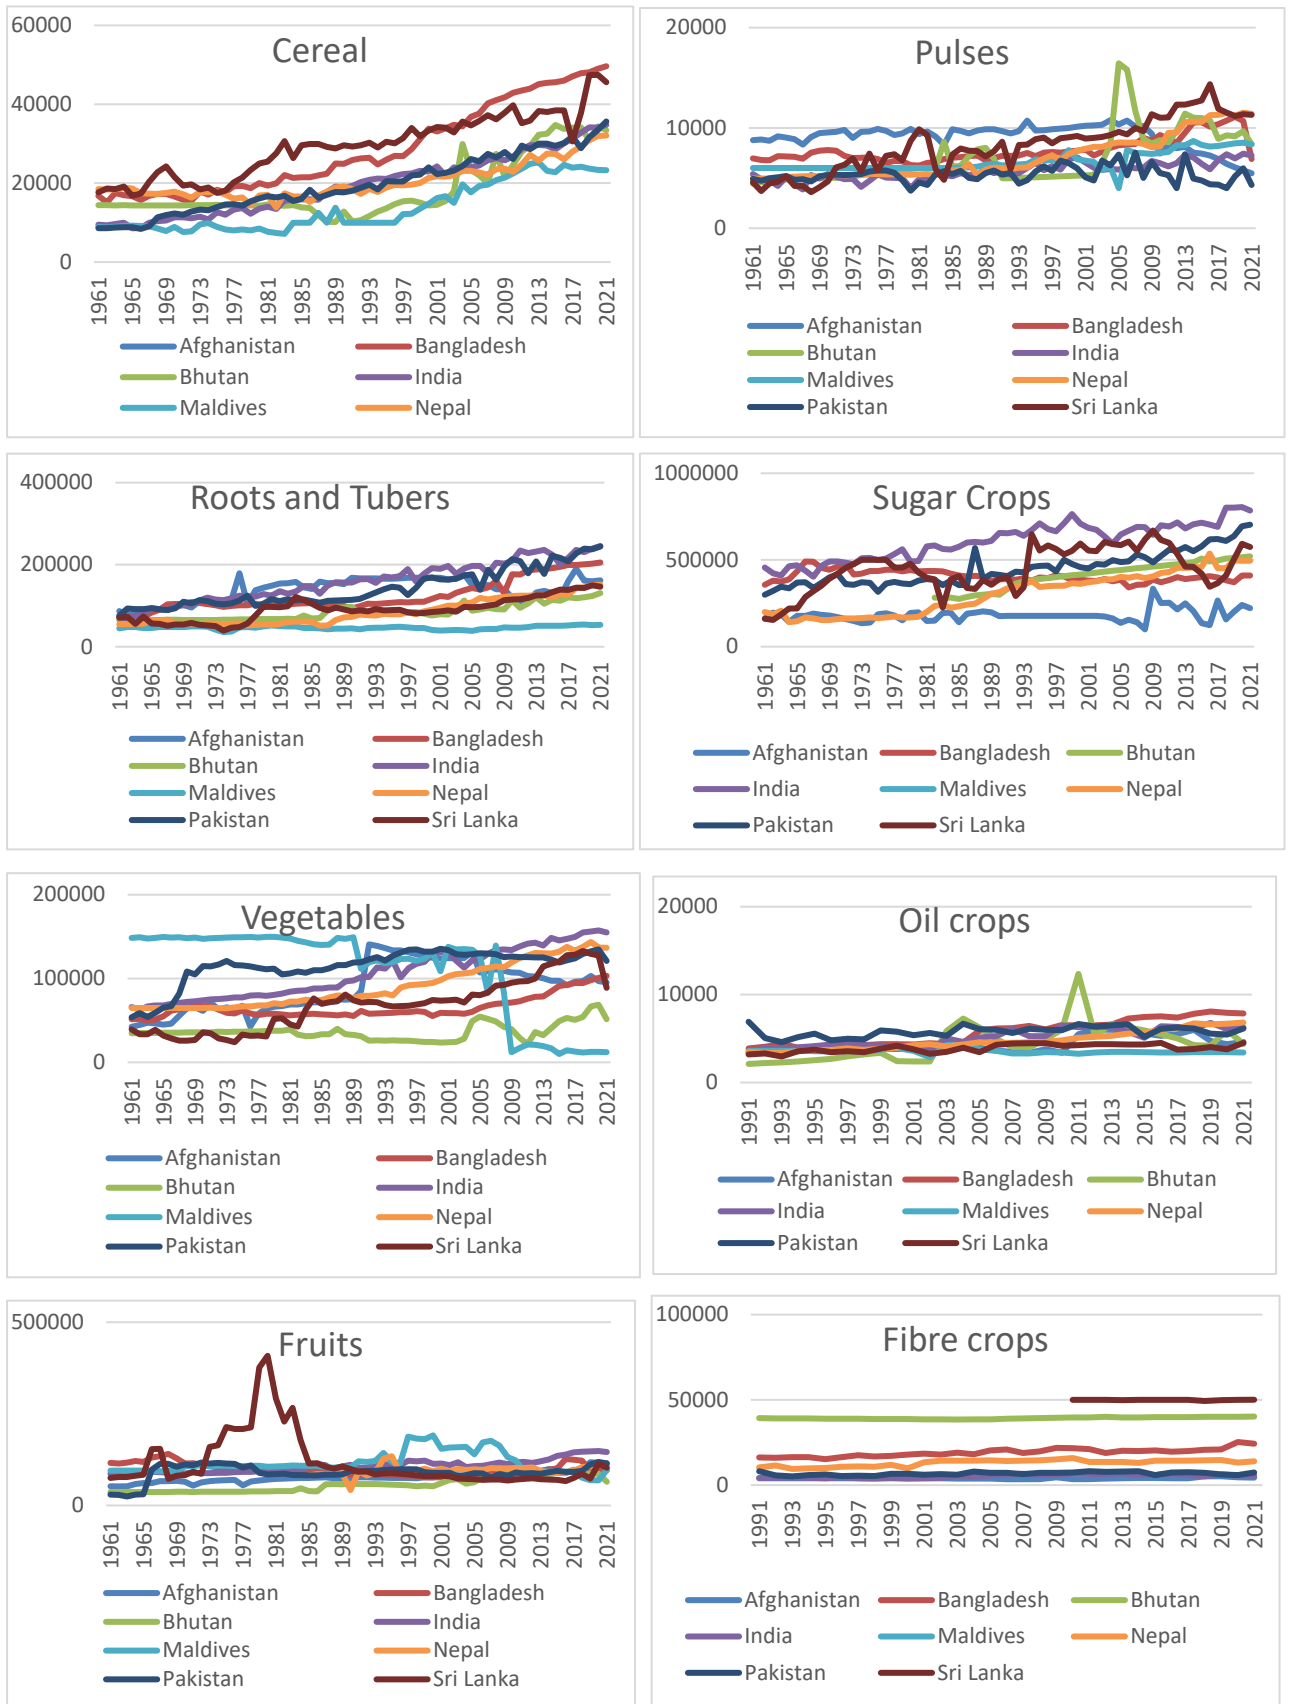 Cereal
60000
40000
20000
0
1961 1965 1969 1973 1977 1981 1985 1989 1993 1997 2001 2005 2009 2013 2017 2021
Afghanistan Bangladesh
Bhutan India
Maldives Nepal
Pulses
20000
10000
0
1961 1965 1969 1973 1977 1981 1985 1989 1993 1997 2001 2005 2009 2013 2017 2021
Afghanistan Bangladesh
Bhutan India
Maldives Nepal
Pakistan Sri Lanka
Roots and Tubers
400000
200000
0
1961 1965 1969 1973 1977 1981 1985 1989 1993 1997 2001 2005 2009 2013 2017 2021
Afghanistan Bangladesh
Bhutan India
Maldives Nepal
Pakistan Sri Lanka
Sugar Crops
1000000
500000
0
1961 1965 1969 1973 1977 1981 1985 1989 1993 1997 2001 2005 2009 2013 2017 2021
Afghanistan Bangladesh Bhutan
India Maldives Nepal
Pakistan Sri Lanka
Vegetables
200000
100000
0
1961 1965 1969 1973 1977 1981 1985 1989 1993 1997 2001 2005 2009 2013 2017 2021
Afghanistan Bangladesh
Bhutan India
Maldives Nepal
Pakistan Sri Lanka
Oil crops
20000
10000
0
1991 1993 1995 1997 1999 2001 2003 2005 2007 2009 2011 2013 2015 2017 2019 2021
Afghanistan Bangladesh Bhutan
India Maldives Nepal
Pakistan Sri Lanka
Fruits
500000
0
1961 1965 1969 1973 1977 1981 1985 1989 1993 1997 2001 2005 2009 2013 2017 2021
Afghanistan Bangladesh
Bhutan India
Maldives Nepal
Pakistan Sri Lanka
Fibre crops
100000
50000
0
1991 1993 1995 1997 1999 2001 2003 2005 2007 2009 2011 2013 2015 2017 2019 2021
Afghanistan Bangladesh Bhutan
India Maldives Nepal
Pakistan Sri Lanka